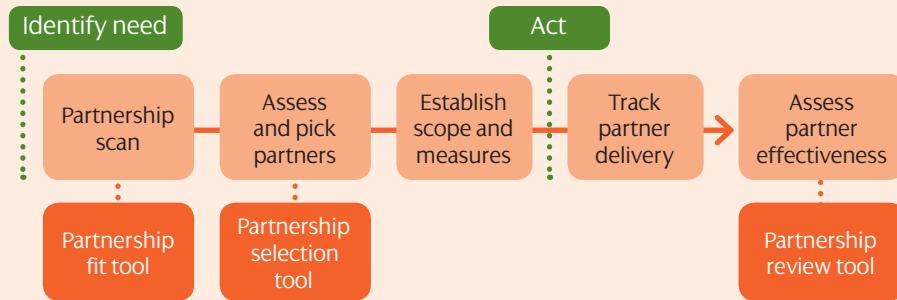 Identify need
Act
Partnership
scan
Assess
and pick
partners
Establish
scope and
measures
Track
partner
delivery
Assess
partner
effectiveness
Partnership
fit tool
Partnership
selection
tool
Partnership
review tool